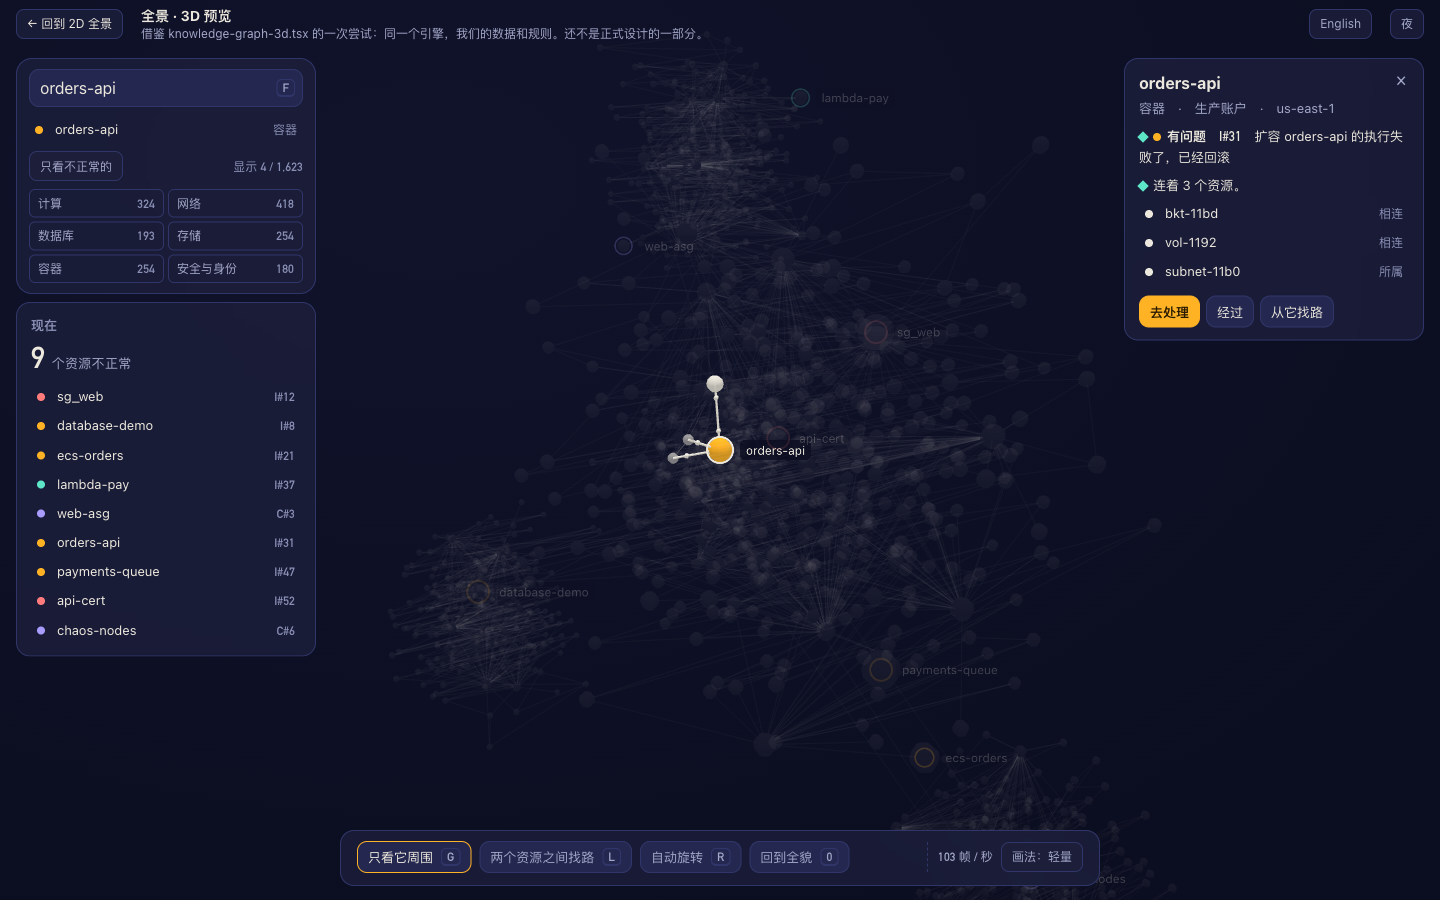 ← 回到 2D 全景
全景 · 3D 预览
借鉴 knowledge-graph-3d.tsx 的一次尝试：同一个引擎，我们的数据和规则。还不是正式设计的一部分。
English
夜
orders-api
F
orders-api 容器
只看不正常的 显示 4 / 1,623
计算 324 网络 418
数据库 193 存储 254
容器 254 安全与身份 180
现在
9 个资源不正常
sg_web I#12
database-demo I#8
ecs-orders I#21
lambda-pay I#37
web-asg C#3
orders-api I#31
payments-queue I#47
api-cert I#52
chaos-nodes C#6
lambda-pay
web-asg
sg_web
api-cert
orders-api
database-demo
payments-queue
ecs-orders
odes
orders-api ×
容器 · 生产账户 · us-east-1
有问题 I#31 扩容 orders-api 的执行失
败了，已经回滚
连着 3 个资源。
bkt-11bd 相连
vol-1192 相连
subnet-11b0 所属
去处理 经过 从它找路
只看它周围 G 两个资源之间找路 L 自动旋转 R 回到全貌 0 103 帧 / 秒 画法：轻量